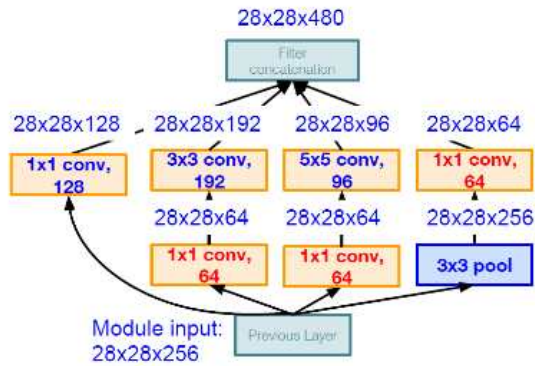 28x28x480
Filter
concatenation
28x28x128
28x28x192
28x28x96
28x28x64
1x1 conv,
128
3x3 conv,
192
5x5 conv,
96
1x1 conv,
64
28x28x64
28x28x64
28x28x256
1x1 conv,
64
1x1 conv,
64
3x3 pool
Module input:
28x28x256
Previous Layer